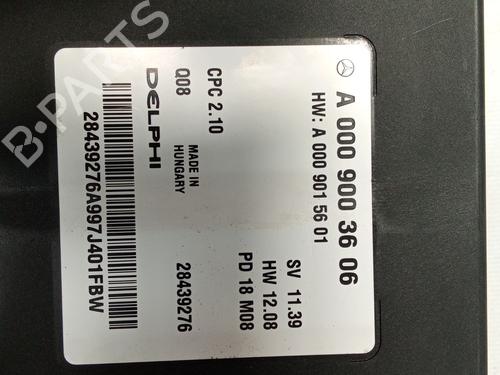 A 000 900 36 06
HW: A 000 901 56 01
SV 11.39
HW 12.08
PD 18 M08
CPC 2.10
Q08
MADE IN
HUNGARY
28439276
DELPHI
28439276A997J401FBW
B-PARTS